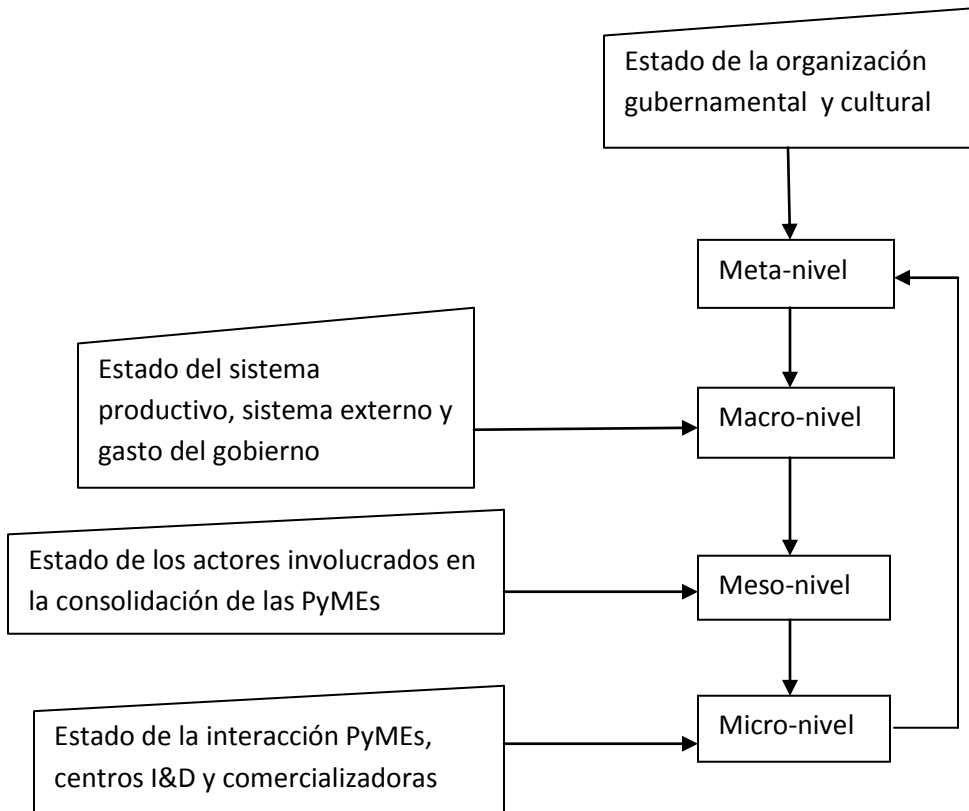 Estado de la organización
gubernamental y cultural
Meta-nivel
Estado del sistema
productivo, sistema externo y
gasto del gobierno
Macro-nivel
Estado de los actores involucrados en
la consolidación de las PyMEs
Meso-nivel
Estado de la interacción PyMEs,
centros I&D y comercializadoras
Micro-nivel